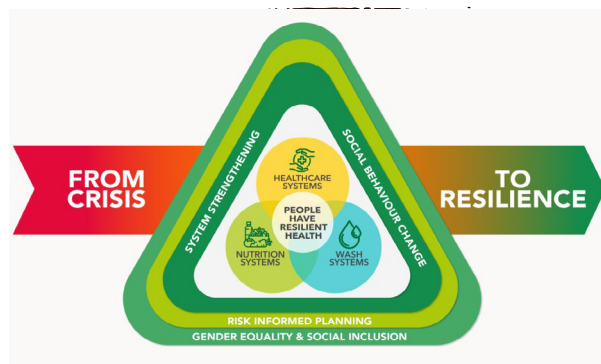 FROM
CRISIS
TO
RESILIENCE
SYSTEM STRENGTHENING
SOCIAL BEHAVIOUR CHANGE
HEALTHCARE
SYSTEMS
PEOPLE
HAVE
RESILIENT
HEALTH
NUTRITION
SYSTEMS
WASH
SYSTEMS
RISK INFORMED PLANNING
GENDER EQUALITY & SOCIAL INCLUSION